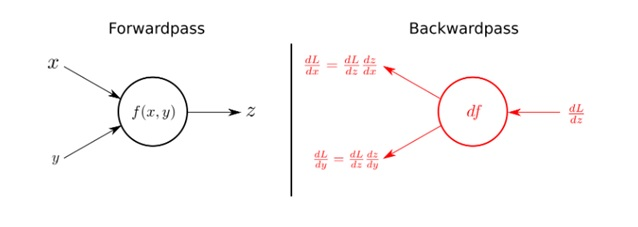 Forwardpass
x
f(x, y)
z
y
Backwardpass
dL/dx = dL/dz dz/dx
df
dL/dz
dL/dy = dL/dz dz/dy